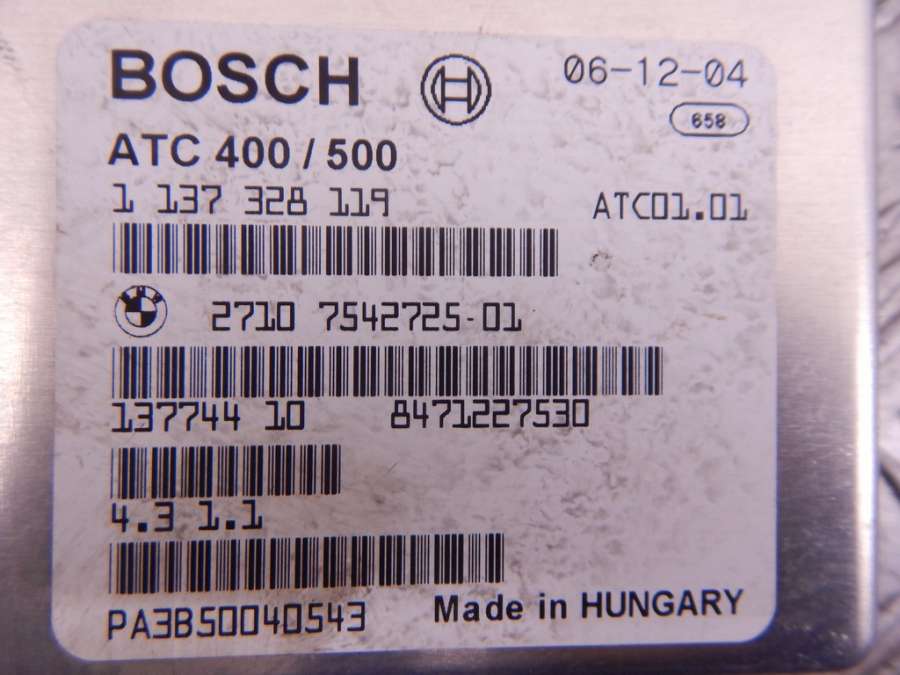 BOSCH
06-12-04
658
ATC 400 / 500
1 137 328 119
ATC01.01
2710 7542725-01
137744 10 8471227530
4.3 1.1
PA3B50040543
Made in HUNGARY